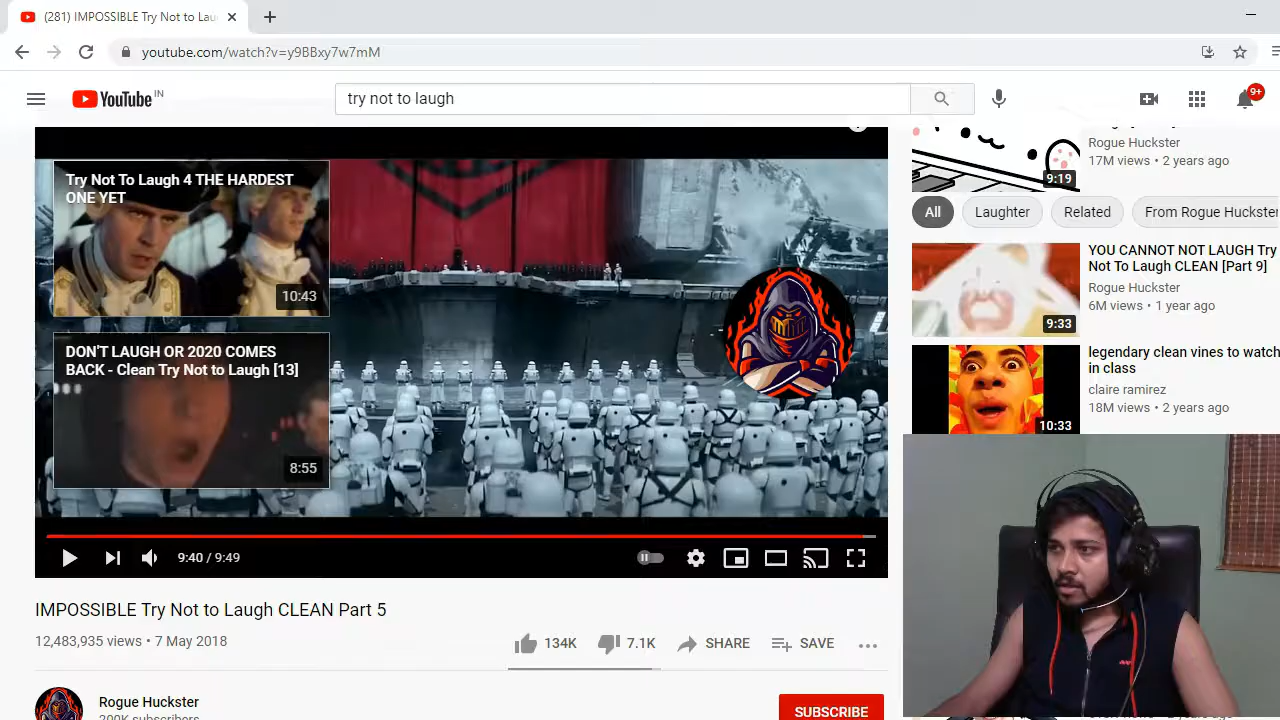 (281) IMPOSSIBLE Try Not to Lau
youtube.com/watch?v=y9BBxy7w7mM
YouTube IN
try not to laugh
9+
Try Not To Laugh 4 THE HARDEST
ONE YET
10:43
DON'T LAUGH OR 2020 COMES
BACK - Clean Try Not to Laugh [13]
8:55
9:40 / 9:49
IMPOSSIBLE Try Not to Laugh CLEAN Part 5
12,483,935 views • 7 May 2018
134K
7.1K
SHARE
SAVE
Rogue Huckster
200K subscribers
SUBSCRIBE
Rogue Huckster
17M views • 2 years ago
9:19
All
Laughter
Related
From Rogue Huckster
YOU CANNOT NOT LAUGH Try
Not To Laugh CLEAN [Part 9]
Rogue Huckster
6M views • 1 year ago
9:33
legendary clean vines to watch
in class
claire ramirez
18M views • 2 years ago
10:33